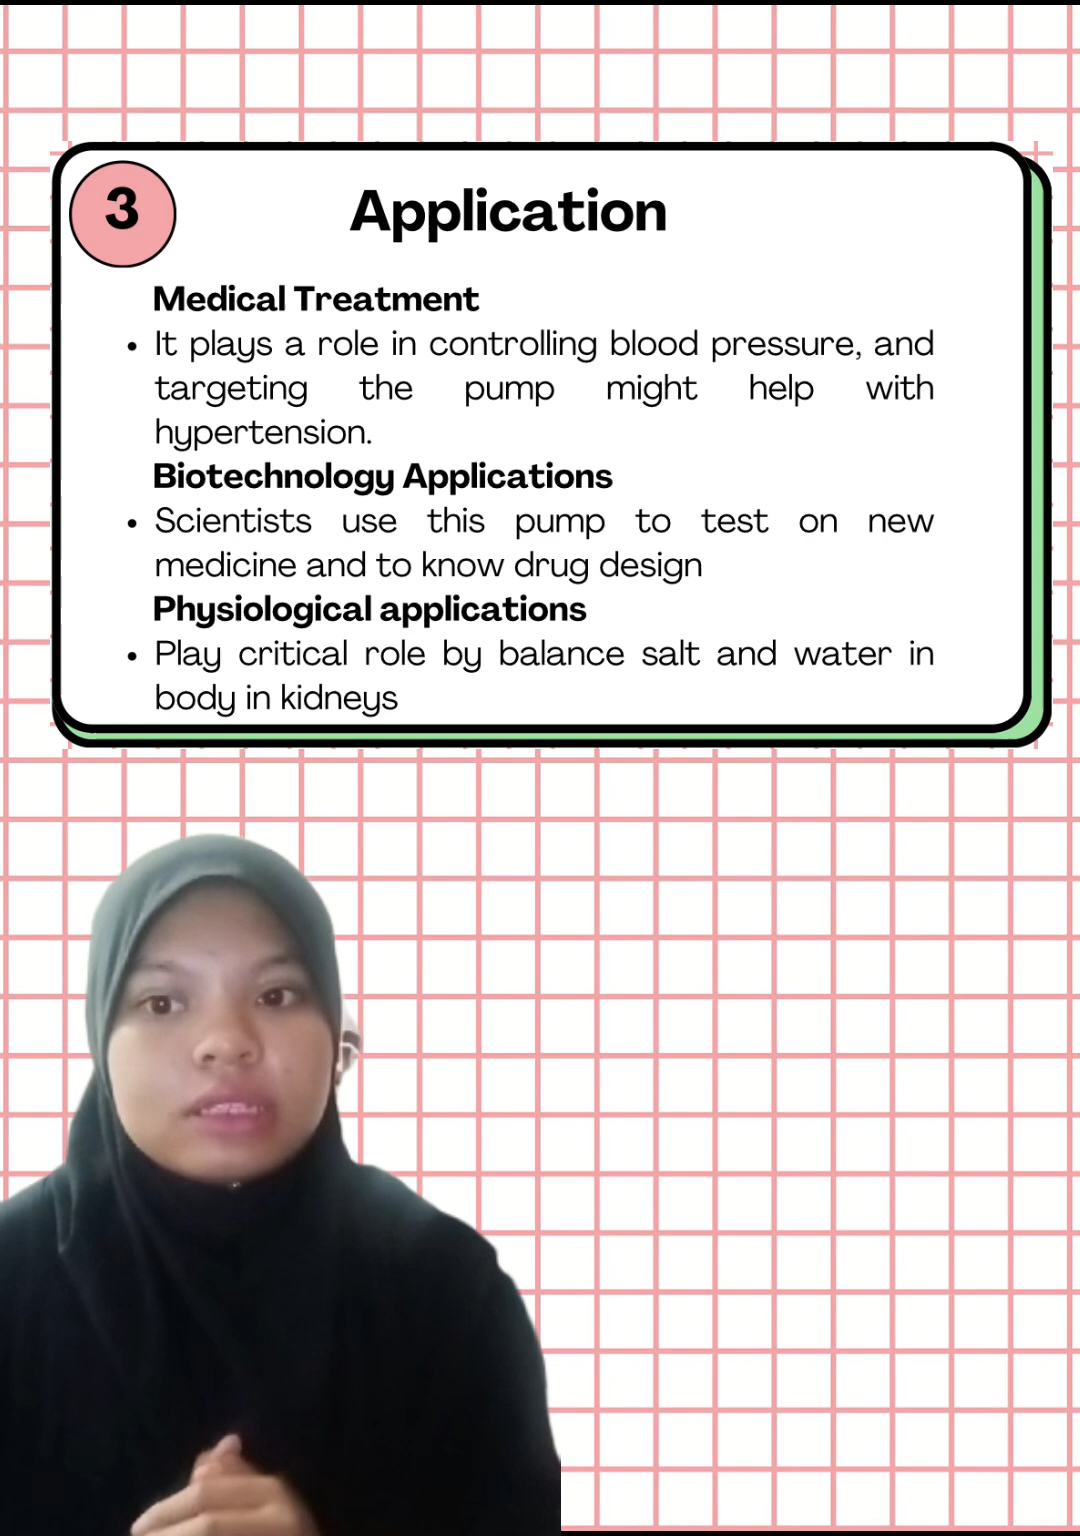 3
Application
Medical Treatment
• It plays a role in controlling blood pressure, and
targeting the pump might help with
hypertension.
Biotechnology Applications
• Scientists use this pump to test on new
medicine and to know drug design
Physiological applications
• Play critical role by balance salt and water in
body in kidneys